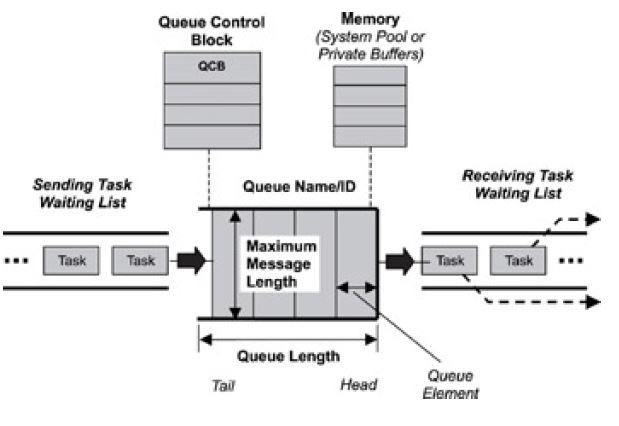 Queue Control
Block
QCB
Memory
(System Pool or
Private Buffers)
Sending Task
Waiting List
Queue Name/ID
Receiving Task
Waiting List
... Task Task
Maximum
Message
Length
Task Task ...
Queue Length
Tail
Head
Queue
Element